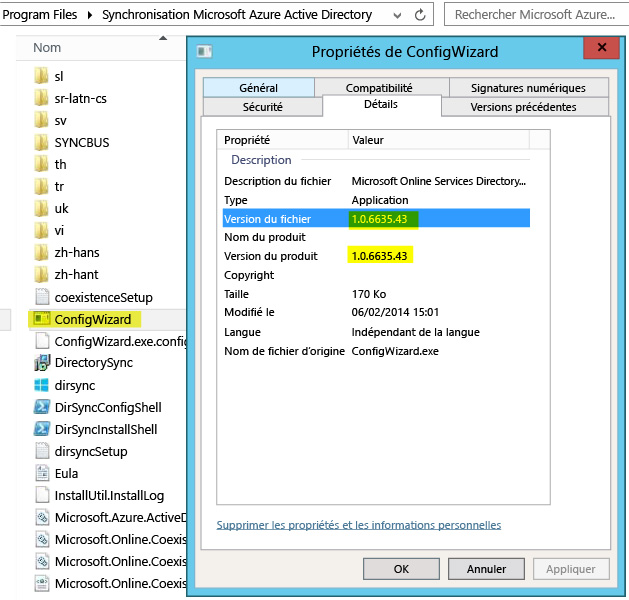 Program Files ▸ Synchronisation Microsoft Azure Active Directory
Rechercher Microsoft Azure...
Nom
sl
sr-latn-cs
sv
SYNCBUS
th
tr
uk
vi
zh-hans
zh-hant
coexistenceSetup
ConfigWizard
ConfigWizard.exe.config
DirectorySync
dirsync
DirSyncConfigShell
DirSyncInstallShell
dirsyncSetup
Eula
InstallUtil.InstallLog
Microsoft.Azure.ActiveD
Microsoft.Online.Coexis
Microsoft.Online.Coexis
Microsoft.Online.Coexis
Propriétés de ConfigWizard
Général
Compatibilité
Signatures numériques
Sécurité
Détails
Versions précédentes
Propriété Valeur
Description
Description du fichier Microsoft Online Services Directory...
Type Application
Version du fichier 1.0.6635.43
Nom du produit
Version du produit 1.0.6635.43
Copyright
Taille 170 Ko
Modifié le 06/02/2014 15:01
Langue Indépendant de la langue
Nom de fichier d'origine ConfigWizard.exe
Supprimer les propriétés et les informations personnelles
OK
Annuler
Appliquer